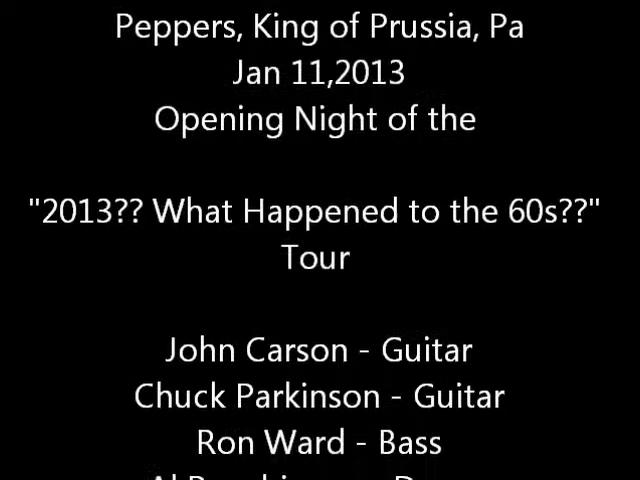 Peppers, King of Prussia, Pa
Jan 11,2013
Opening Night of the
"2013?? What Happened to the 60s??"
Tour
John Carson - Guitar
Chuck Parkinson - Guitar
Ron Ward - Bass
Al